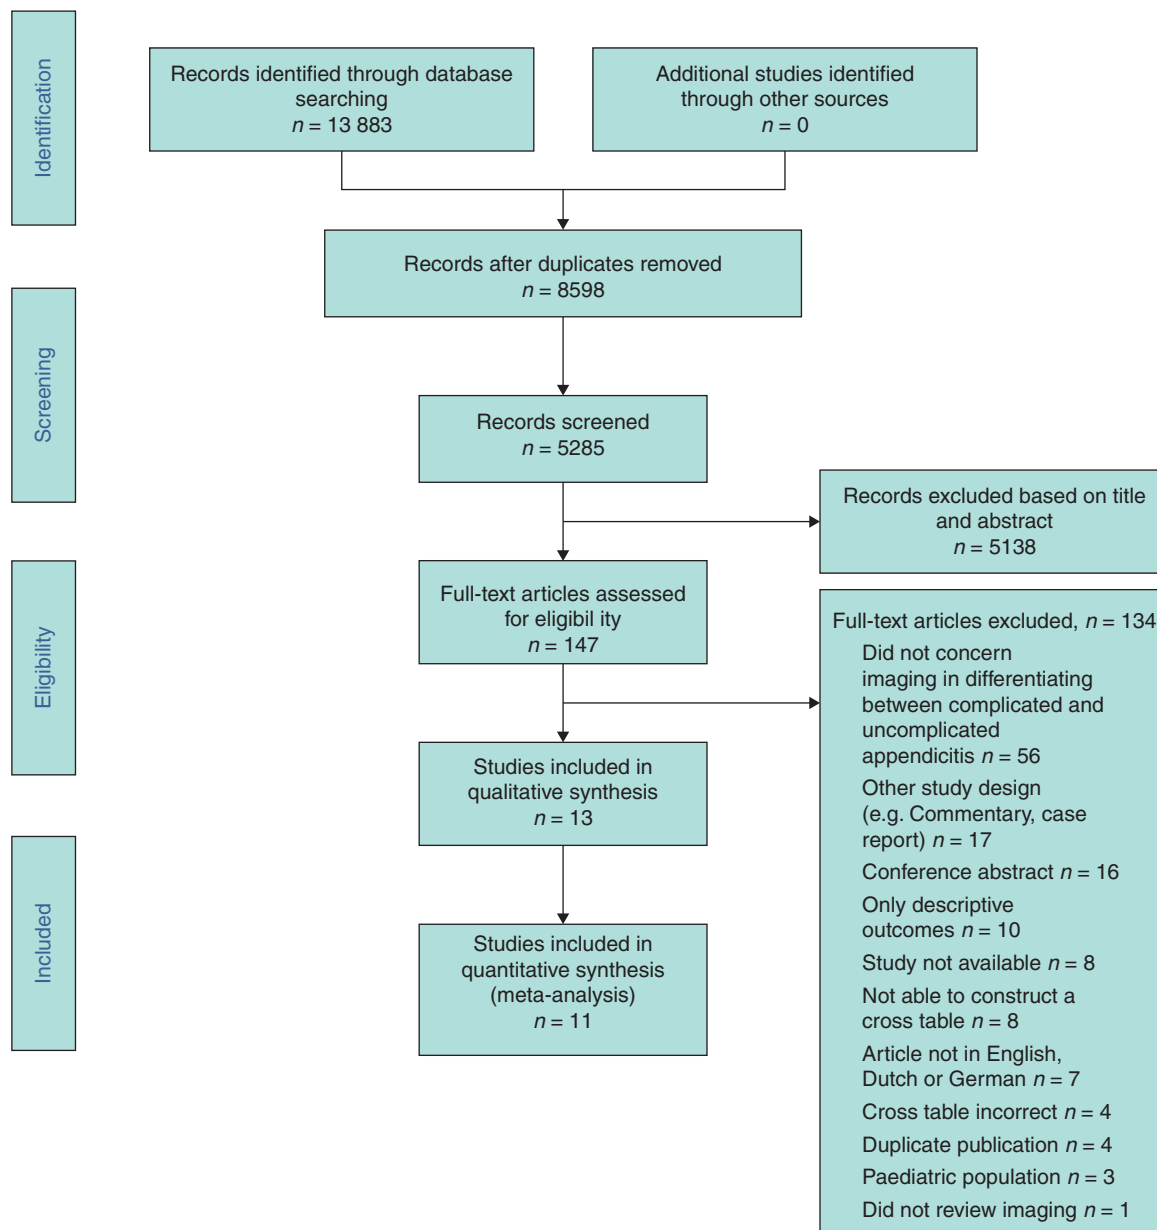 Identification
Records identified through database
searching
n = 13 883
Additional studies identified
through other sources
n = 0
Records after duplicates removed
n = 8598
Screening
Records screened
n = 5285
Records excluded based on title
and abstract
n = 5138
Eligibility
Full-text articles assessed
for eligibil ity
n = 147
Full-text articles excluded, n = 134
Did not concern
imaging in differentiating
between complicated and
uncomplicated
appendicitis n = 56
Other study design
(e.g. Commentary, case
report) n = 17
Conference abstract n = 16
Only descriptive
outcomes n = 10
Study not available n = 8
Not able to construct a
cross table n = 8
Article not in English,
Dutch or German n = 7
Cross table incorrect n = 4
Duplicate publication n = 4
Paediatric population n = 3
Did not review imaging n = 1
Studies included in
qualitative synthesis
n = 13
Included
Studies included in
quantitative synthesis
(meta-analysis)
n = 11